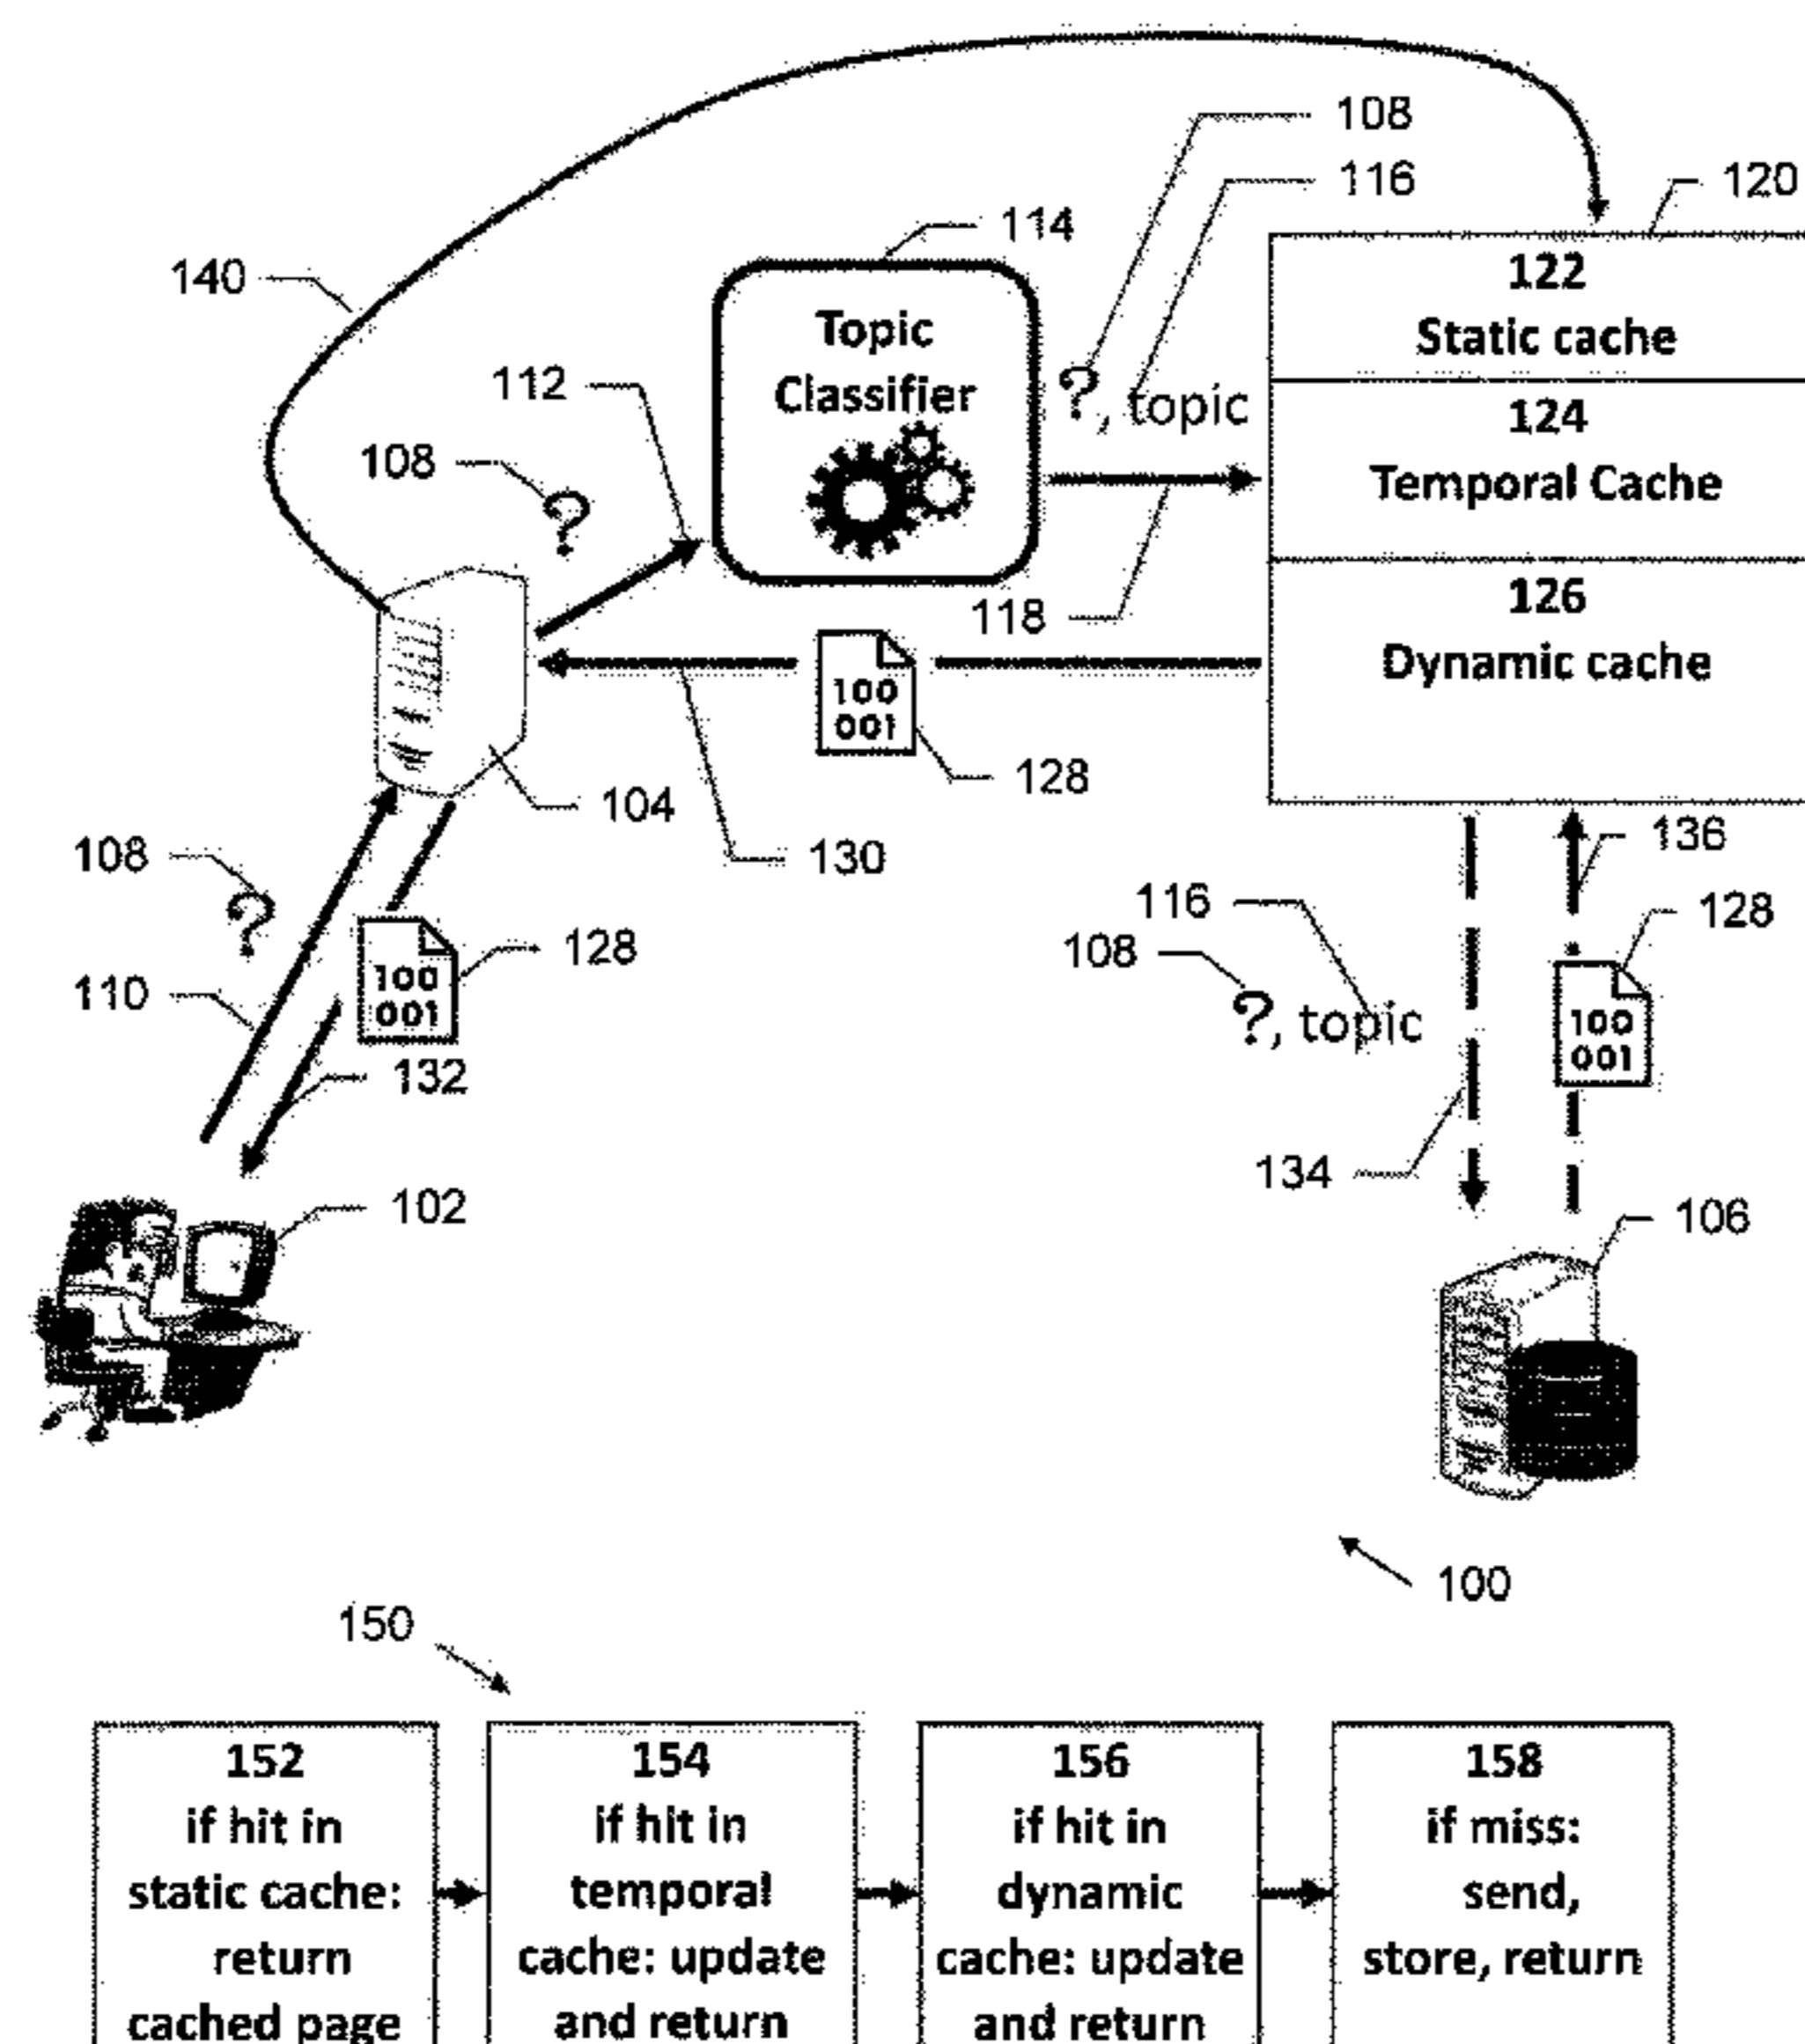 108
116
120
114
140
122
Static cache
Topic
Classifier
112
?, topic
124
Temporal Cache
108
?
118
126
Dynamic cache
100
001
128
104
130
136
108
?
116
128
108
128
100
001
110
?, topic
100
001
132
134
102
106
100
150
152
if hit in
static cache:
return
cached page
154
if hit in
temporal
cache: update
and return
156
if hit in
dynamic
cache: update
and return
158
if miss:
send,
store, return